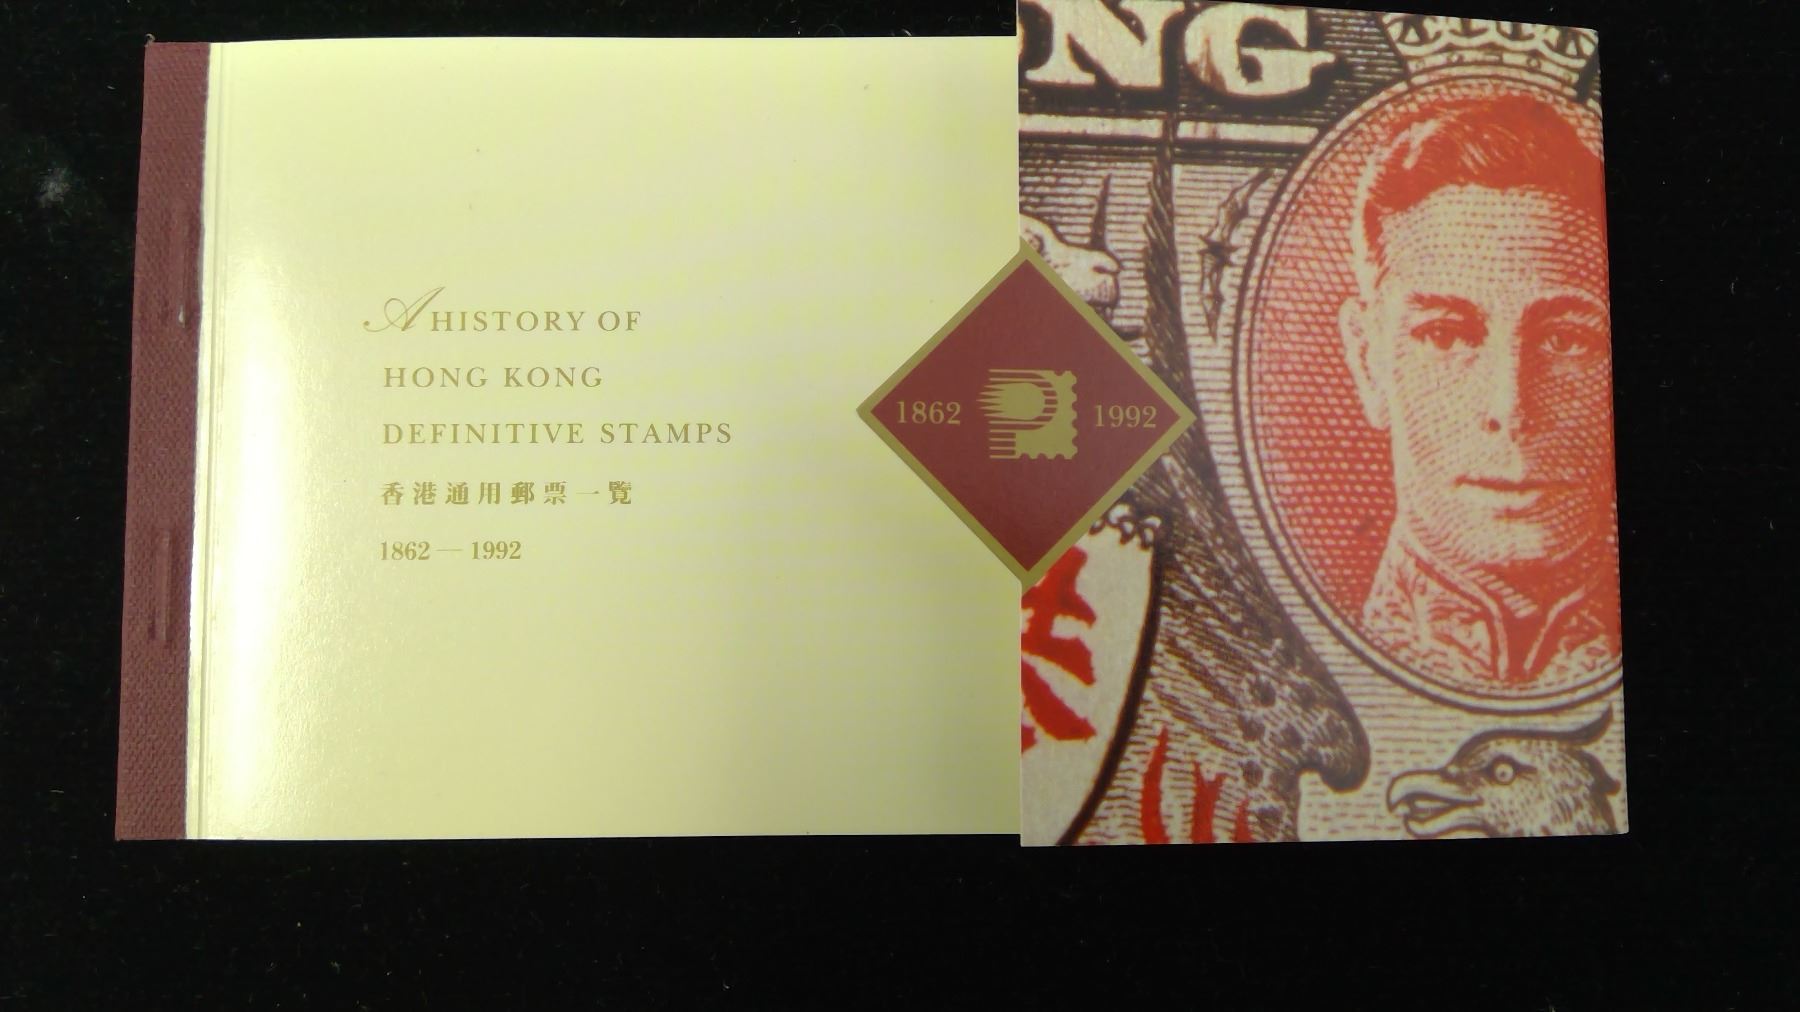 A HISTORY OF
HONG KONG
DEFINITIVE STAMPS
香港通用郵票一覽
1862 — 1992
1862 1992
NG